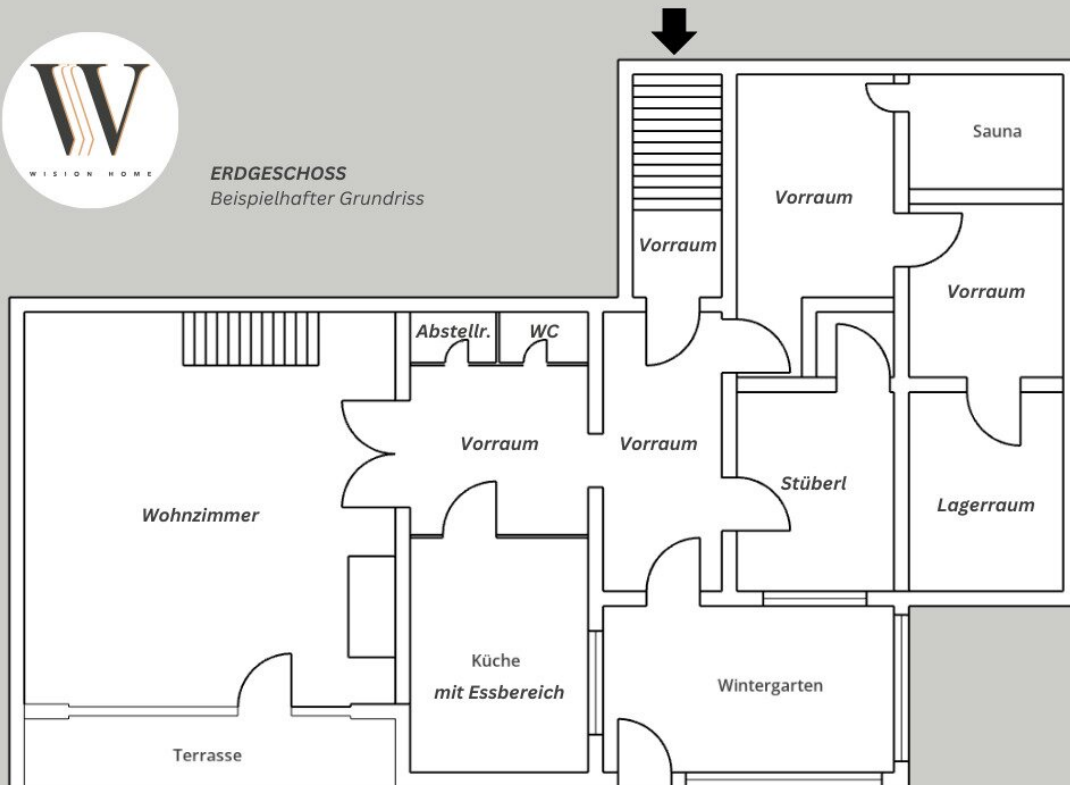 W
WISION HOME
ERDGESCHOSS
Beispielhafter Grundriss
Sauna
Vorraum
Vorraum
Vorraum
Abstellr.
WC
Vorraum
Vorraum
Stüberl
Lagerraum
Wohnzimmer
Küche
mit Essbereich
Wintergarten
Terrasse